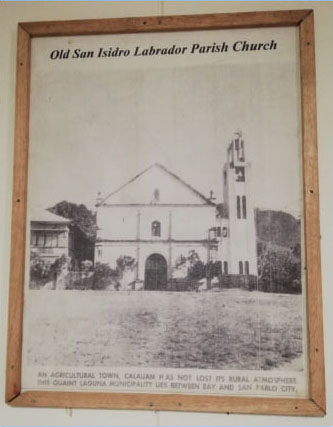 Old San Isidro Labrador Parish Church
AN AGRICULTURAL TOWN, CALAUAN HAS NOT LOST ITS RURAL ATMOSPHERE.
THIS QUAINT LAGUNA MUNICIPALITY LIES BETWEEN BAY AND SAN PABLO CITY.